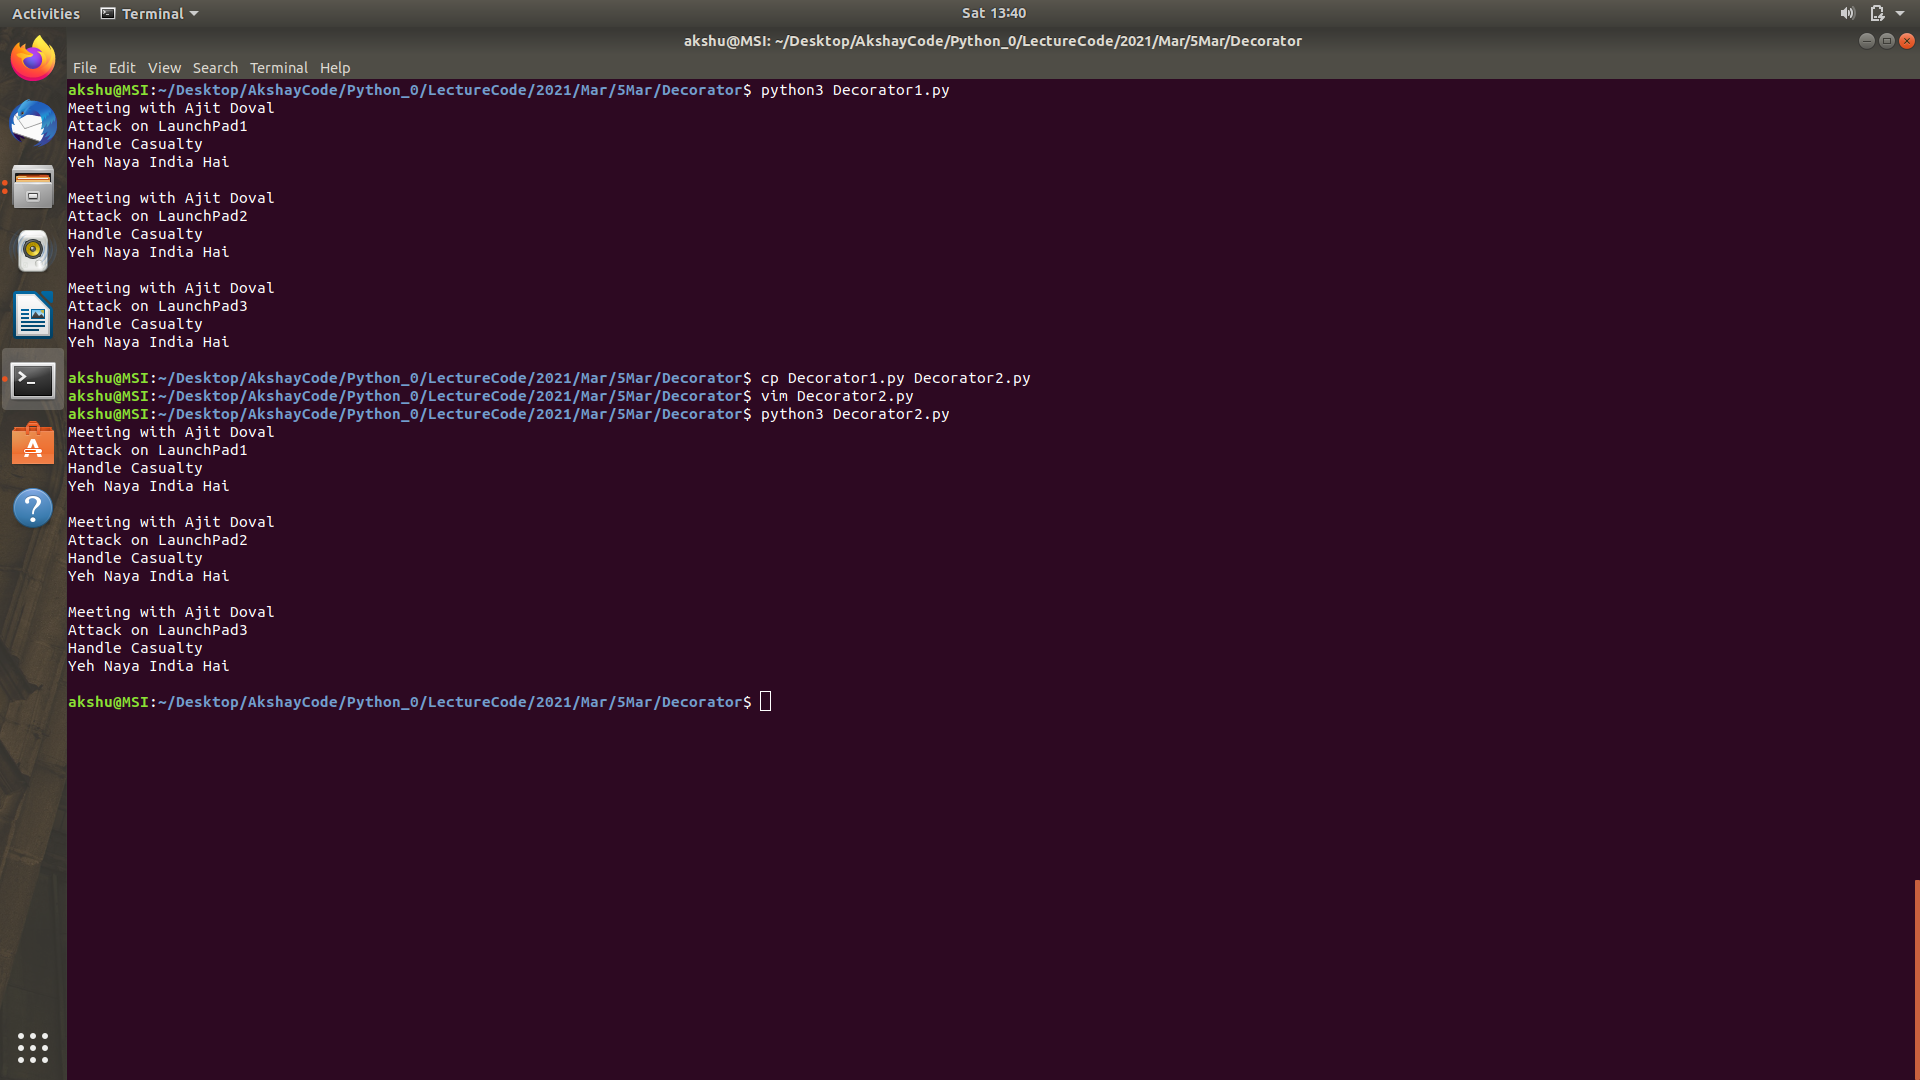 Activities Terminal Sat 13:40
akshu@MSI: ~/Desktop/AkshayCode/Python_0/LectureCode/2021/Mar/5Mar/Decorator
File Edit View Search Terminal Help
akshu@MSI:~/Desktop/AkshayCode/Python_0/LectureCode/2021/Mar/5Mar/Decorator$ python3 Decorator1.py
Meeting with Ajit Doval
Attack on LaunchPad1
Handle Casualty
Yeh Naya India Hai
Meeting with Ajit Doval
Attack on LaunchPad2
Handle Casualty
Yeh Naya India Hai
Meeting with Ajit Doval
Attack on LaunchPad3
Handle Casualty
Yeh Naya India Hai
akshu@MSI:~/Desktop/AkshayCode/Python_0/LectureCode/2021/Mar/5Mar/Decorator$ cp Decorator1.py Decorator2.py
akshu@MSI:~/Desktop/AkshayCode/Python_0/LectureCode/2021/Mar/5Mar/Decorator$ vim Decorator2.py
akshu@MSI:~/Desktop/AkshayCode/Python_0/LectureCode/2021/Mar/5Mar/Decorator$ python3 Decorator2.py
Meeting with Ajit Doval
Attack on LaunchPad1
Handle Casualty
Yeh Naya India Hai
Meeting with Ajit Doval
Attack on LaunchPad2
Handle Casualty
Yeh Naya India Hai
Meeting with Ajit Doval
Attack on LaunchPad3
Handle Casualty
Yeh Naya India Hai
akshu@MSI:~/Desktop/AkshayCode/Python_0/LectureCode/2021/Mar/5Mar/Decorator$